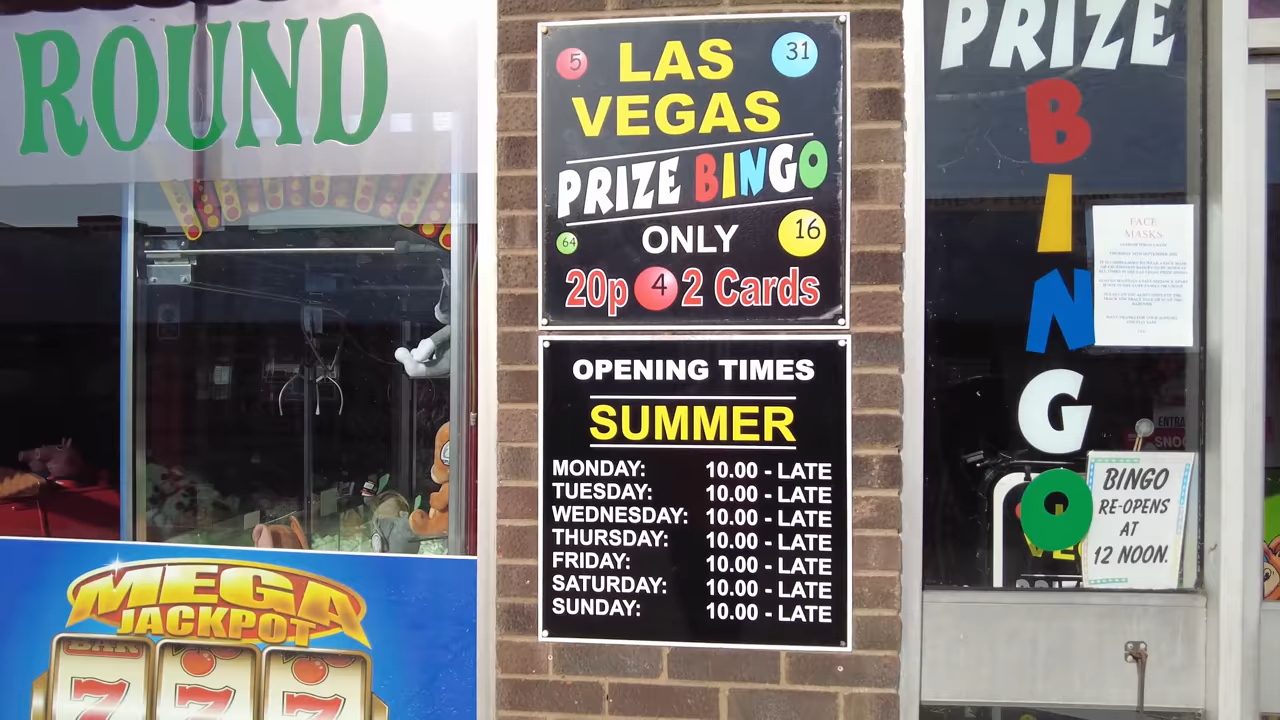 ROUND
MEGA
JACKPOT
BAR
7 7 7
5
31
LAS
VEGAS
PRIZE BINGO
ONLY
64
16
20p 4 2 Cards
OPENING TIMES
SUMMER
MONDAY: 10.00 - LATE
TUESDAY: 10.00 - LATE
WEDNESDAY: 10.00 - LATE
THURSDAY: 10.00 - LATE
FRIDAY: 10.00 - LATE
SATURDAY: 10.00 - LATE
SUNDAY: 10.00 - LATE
PRIZE
B
I
N
G
O
FACE
MASKS
BINGO
RE-OPENS
AT
12 NOON.